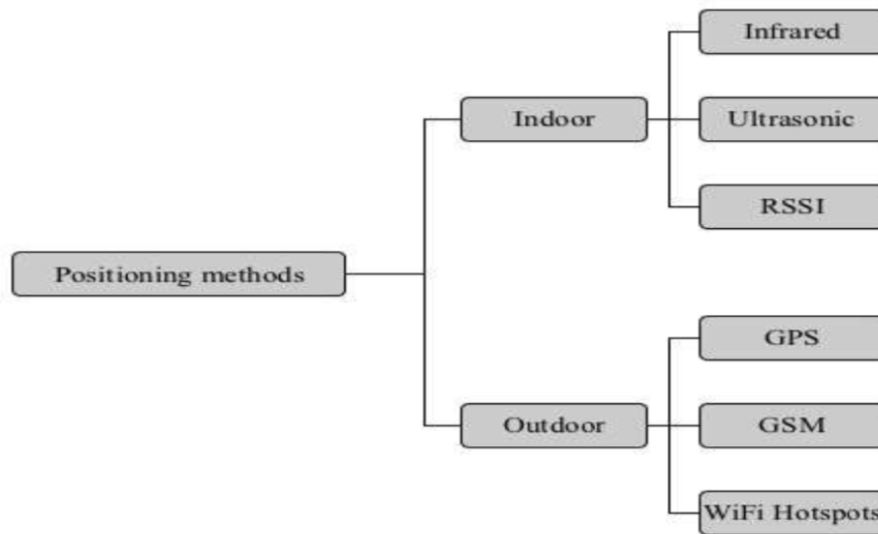 Infrared
Indoor
Ultrasonic
RSSI
Positioning methods
GPS
Outdoor
GSM
WiFi Hotspots